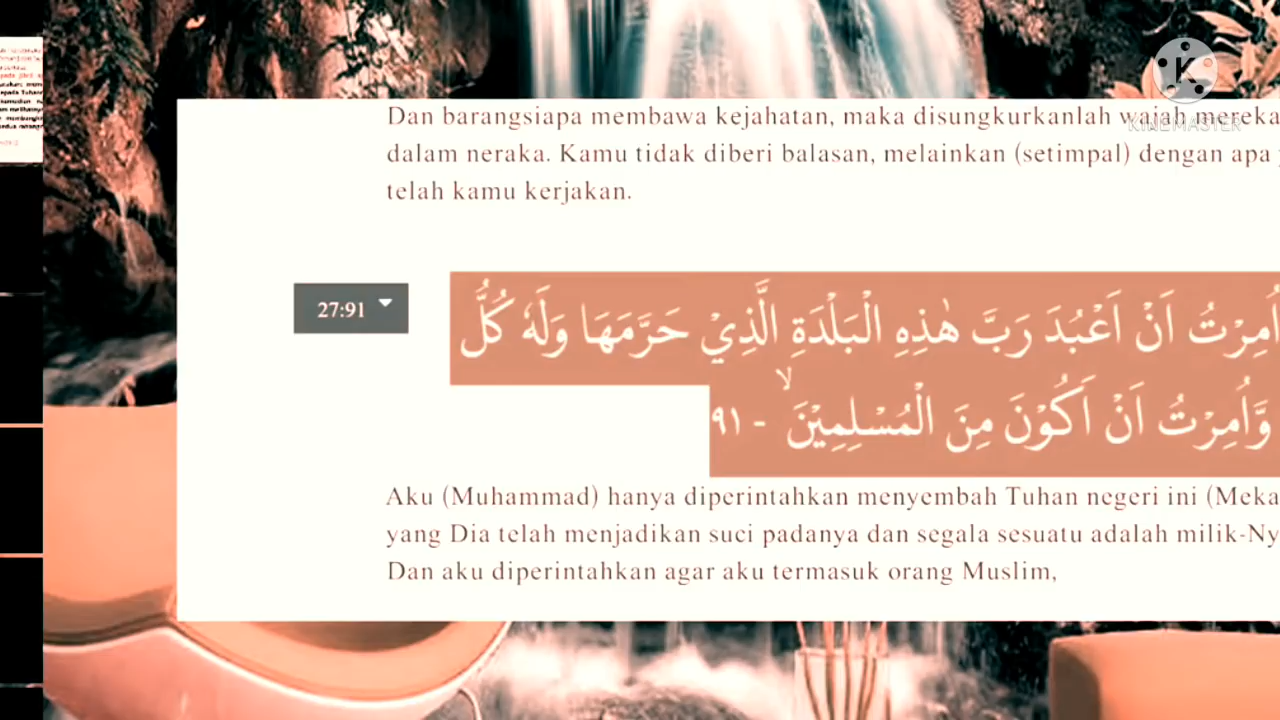 KINEMASTER
Dan barangsiapa membawa kejahatan, maka disungkurkanlah wajah mereka
dalam neraka. Kamu tidak diberi balasan, melainkan (setimpal) dengan apa
telah kamu kerjakan.
27:91
اُمِرْتُ اَنْ اَعْبُدَ رَبَّ هٰذِهِ الْبَلْدَةِ الَّذِيْ حَرَّمَهَا وَلَهٗ كُلُّ
وَّاُمِرْتُ اَنْ اَكُوْنَ مِنَ الْمُسْلِمِيْنَ ۙ - ٩١
Aku (Muhammad) hanya diperintahkan menyembah Tuhan negeri ini (Meka
yang Dia telah menjadikan suci padanya dan segala sesuatu adalah milik-Ny
Dan aku diperintahkan agar aku termasuk orang Muslim,